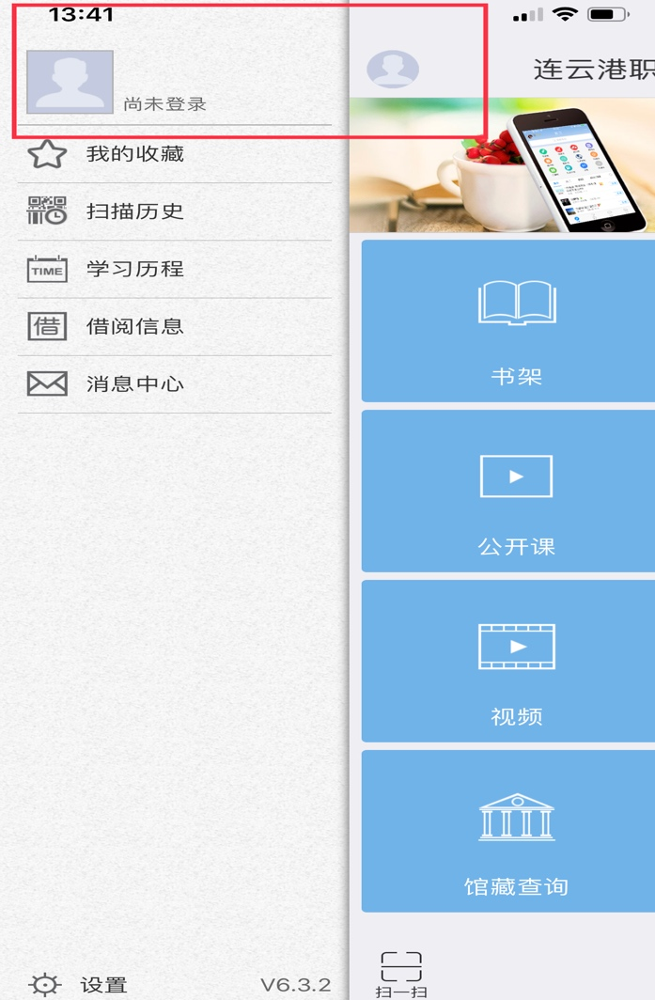 13:41
尚未登录
我的收藏
扫描历史
TIME
学习历程
借
借阅信息
消息中心
设置
V6.3.2
连云港职
书架
公开课
视频
馆藏查询
扫一扫